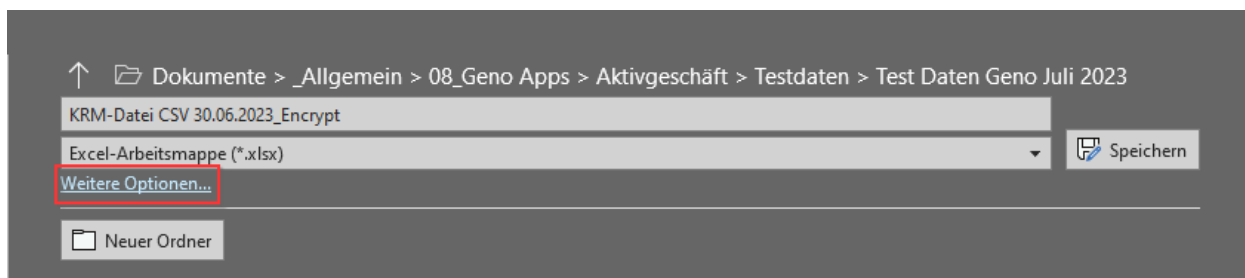 Dokumente > _Allgemein > 08_Geno Apps > Aktivgeschäft > Testdaten > Test Daten Geno Juli 2023
KRM-Datei CSV 30.06.2023_Encrypt
Excel-Arbeitsmappe (*.xlsx)
Speichern
Weitere Optionen...
Neuer Ordner